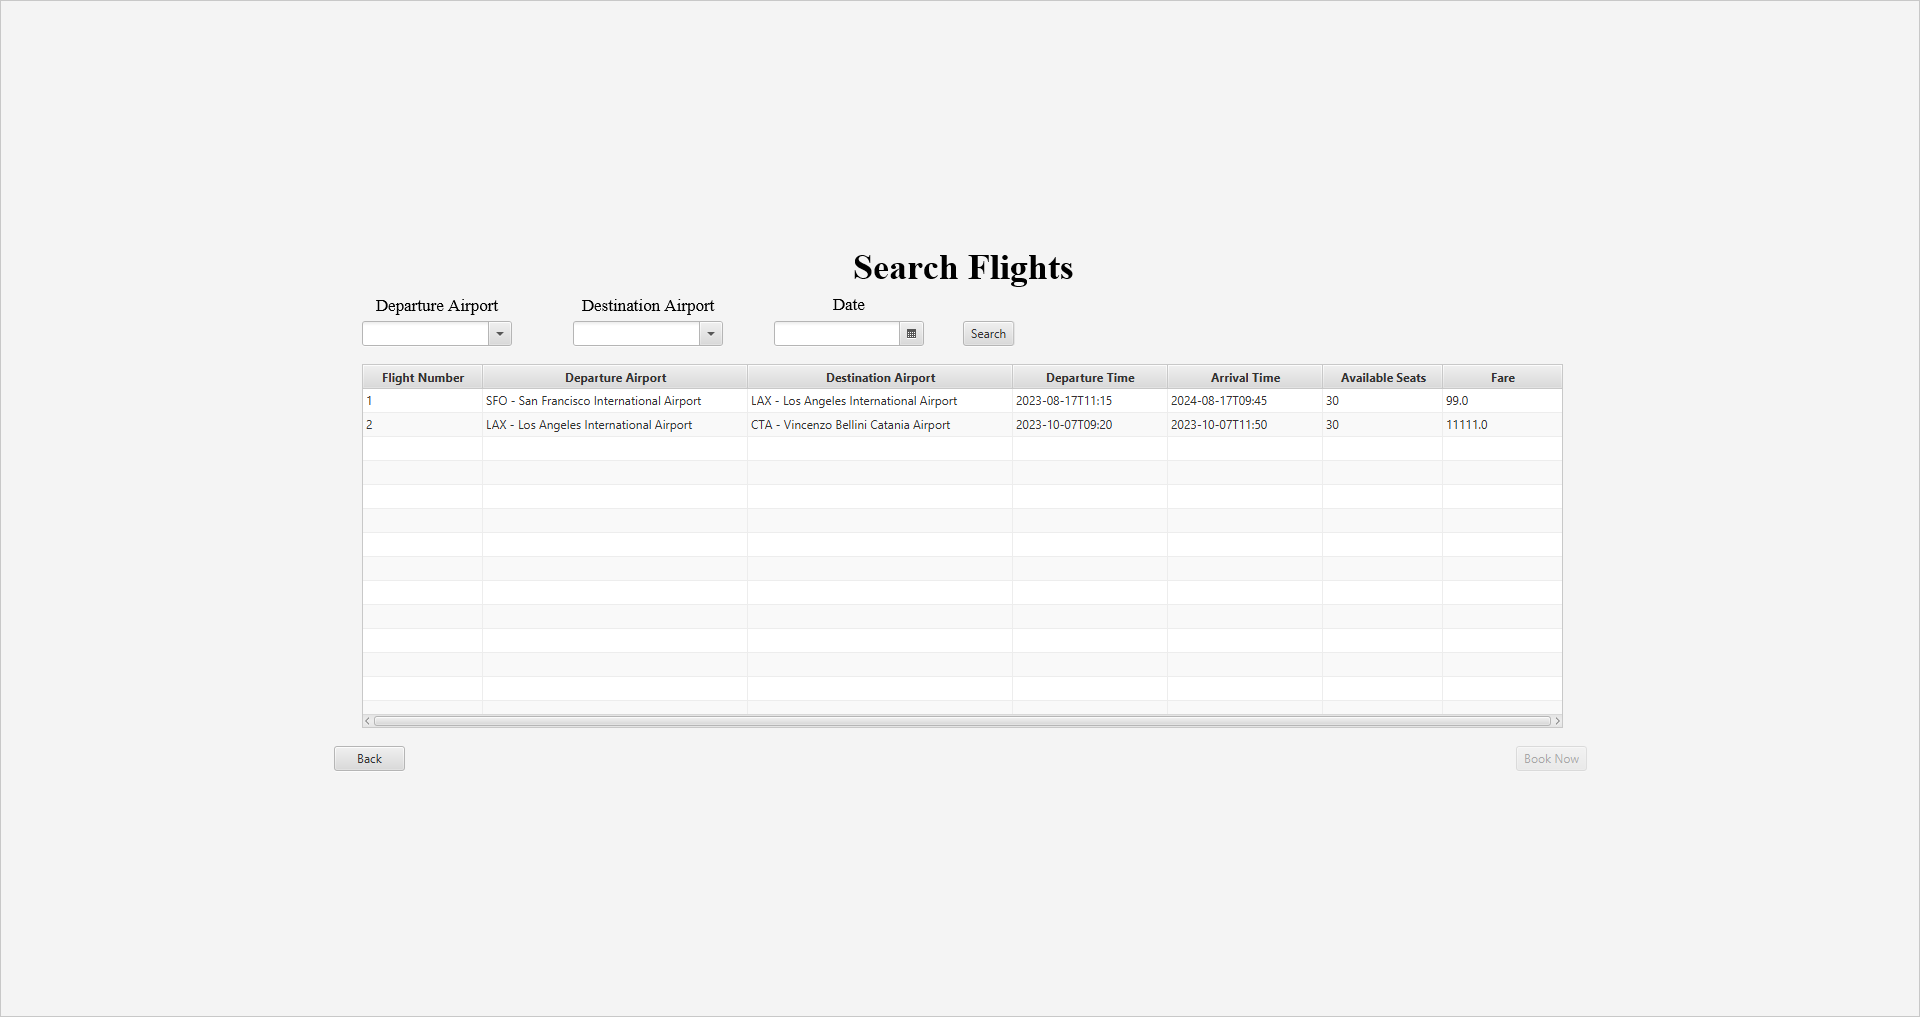 Search Flights
Departure Airport Destination Airport Date
Search
Flight Number Departure Airport Destination Airport Departure Time Arrival Time Available Seats Fare
1 SFO - San Francisco International Airport LAX - Los Angeles International Airport 2023-08-17T11:15 2024-08-17T09:45 30 99.0
2 LAX - Los Angeles International Airport CTA - Vincenzo Bellini Catania Airport 2023-10-07T09:20 2023-10-07T11:50 30 11111.0
Back Book Now